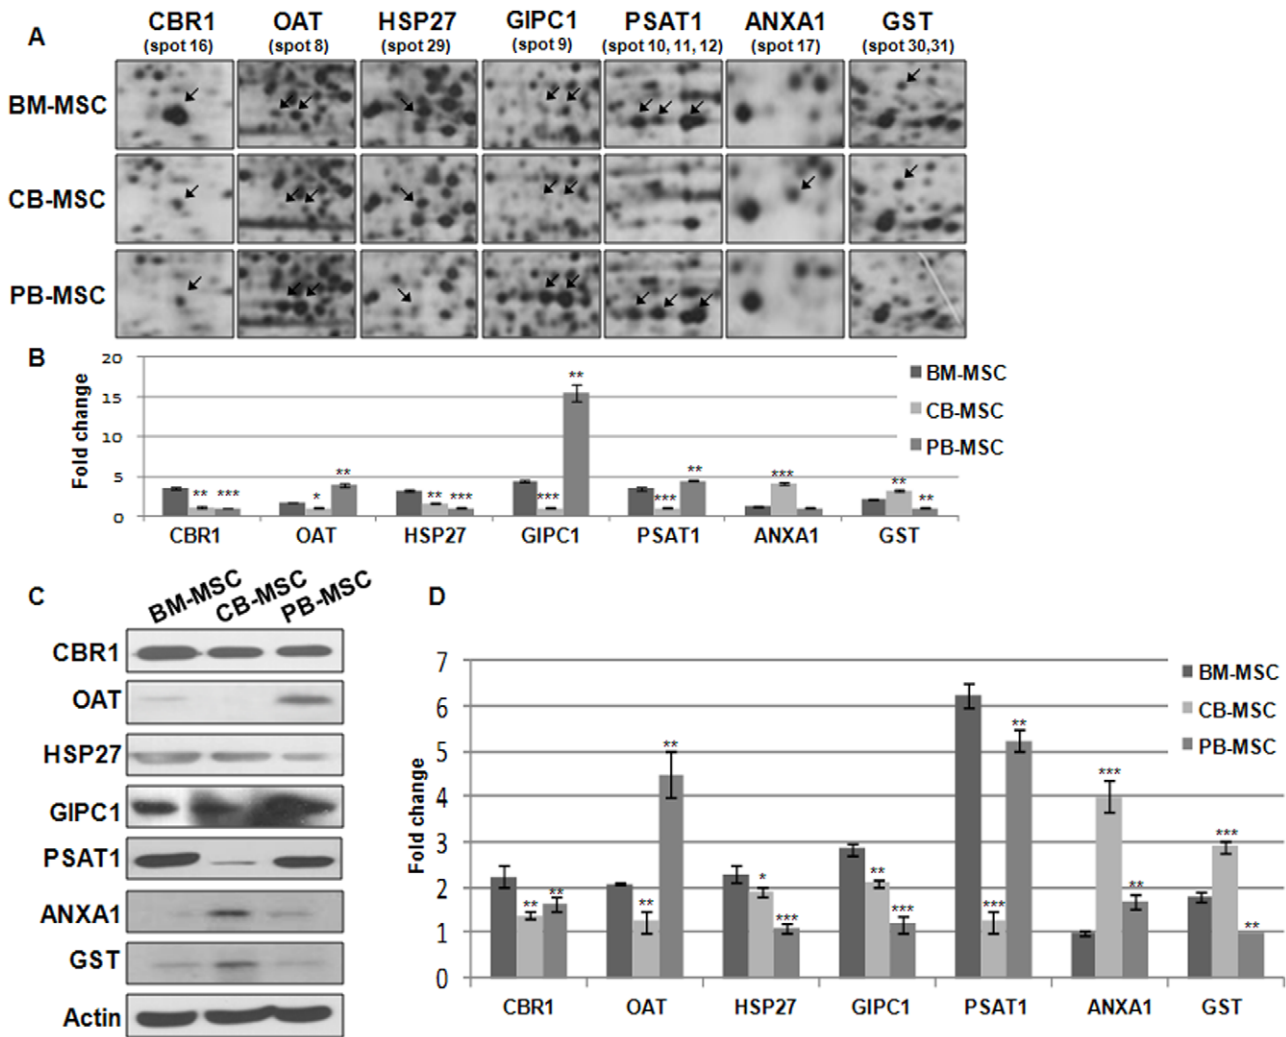 A
CBR1 OAT HSP27 GIPC1 PSAT1 ANXA1 GST
(spot 16) (spot 8) (spot 29) (spot 9) (spot 10, 11, 12) (spot 17) (spot 30,31)
BM-MSC
CB-MSC
PB-MSC
B
Fold change
20
15
10
5
0
** *** * ** ** *** *** ** *** ** *** ** **
CBR1 OAT HSP27 GIPC1 PSAT1 ANXA1 GST
BM-MSC
CB-MSC
PB-MSC
C
BM-MSC CB-MSC PB-MSC
CBR1
OAT
HSP27
GIPC1
PSAT1
ANXA1
GST
Actin
D
Fold change
7
6
5
4
3
2
1
0
** ** ** ** * *** ** *** *** ** *** ** *** **
CBR1 OAT HSP27 GIPC1 PSAT1 ANXA1 GST
BM-MSC
CB-MSC
PB-MSC